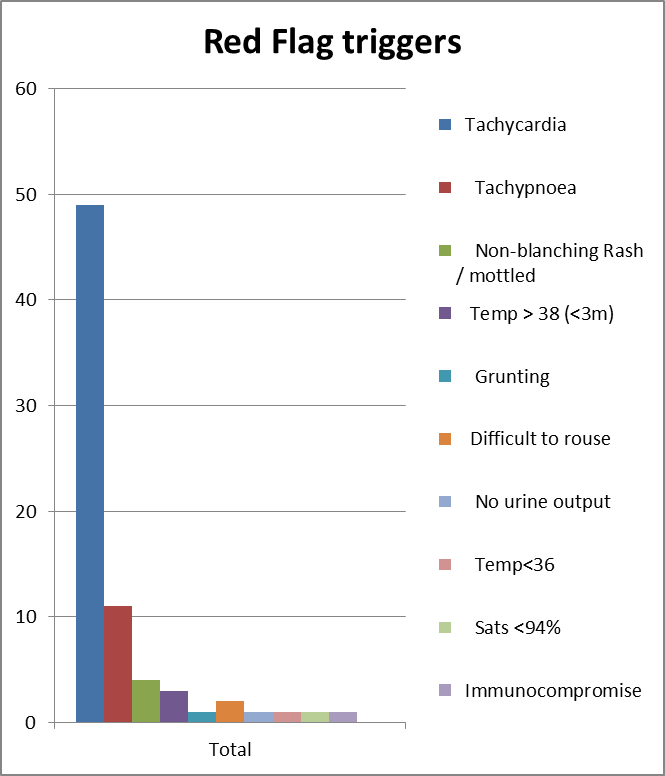 Red Flag triggers
60
50
40
30
20
10
0
Total
Tachycardia
Tachypnoea
Non-blanching Rash
/ mottled
Temp > 38 (<3m)
Grunting
Difficult to rouse
No urine output
Temp<36
Sats <94%
Immunocompromise